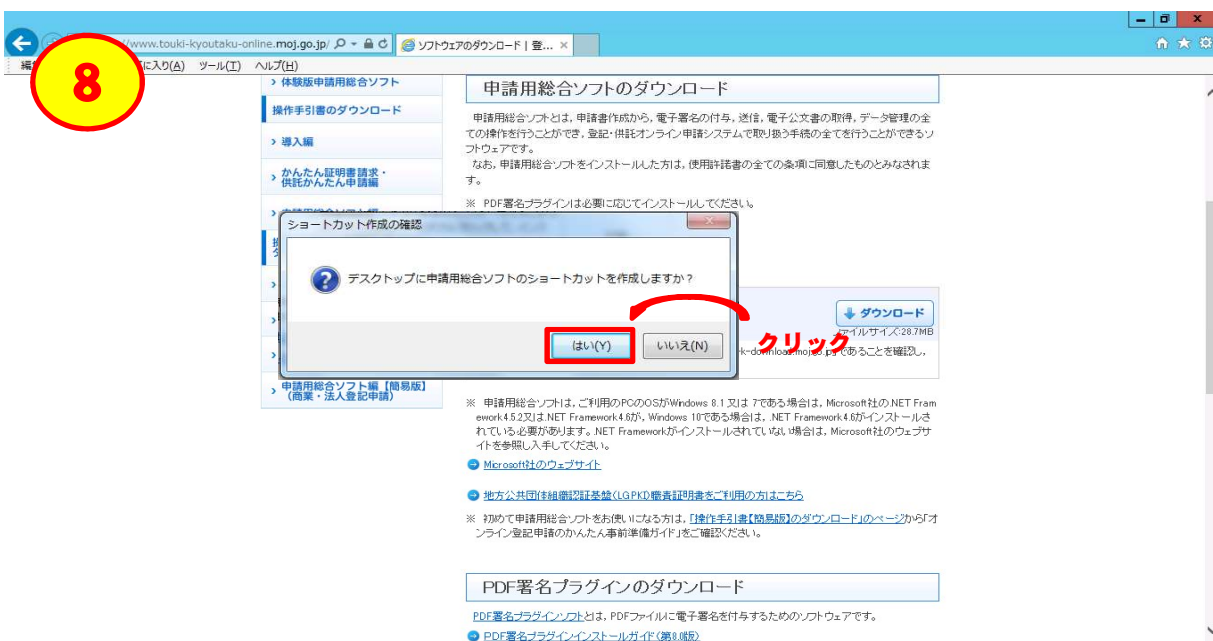 /www.touki-kyoutaku-online.moj.go.jp/
ソフトウェアのダウンロード | 登...
8
に入り(A) ツール(T) ヘルプ(H)
体験版申請用総合ソフト
操作手引書のダウンロード
導入編
かんたん証明書請求・
供託かんたん申請編
申請用総合ソフトのダウンロード
申請用総合ソフトとは，申請書作成から，電子署名の付与，送信，電子公文書の取得，データ管理の全
ての操作を行うことができ，登記・供託オンライン申請システムで取り扱う手続の全てを行うことができるソ
フトウェアです。
なお，申請用総合ソフトをインストールした方は，使用許諾書の全ての条項に同意したものとみなされま
す。
※ PDF署名プラグインは必要に応じてインストールしてください。
ショートカット作成の確認
デスクトップに申請用総合ソフトのショートカットを作成しますか？
はい(Y)
いいえ(N)
クリック
ダウンロード
ァイルサイズ:28.7MB
であることを確認し，
申請用総合ソフト編【簡易版】
（商業・法人登記申請）
※ 申請用総合ソフトは，ご利用のPCのOSがWindows 8.1 又は 7である場合は，Microsoft社の.NET Fram
ework4.5.2又は.NET Framework4.6が，Windows 10である場合は，.NET Framework4.6がインストールさ
れている必要があります。.NET Frameworkがインストールされていない場合は，Microsoft社のウェブサ
イトを参照し入手してください。
Microsoft社のウェブサイト
地方公共団体組織認証基盤(LGPKI)職責証明書をご利用の方はこちら
※ 初めて申請用総合ソフトをお使いになる方は，「操作手引書【簡易版】のダウンロード」のページから「オ
ンライン登記申請のかんたん事前準備ガイド」をご確認ください。
PDF署名プラグインのダウンロード
PDF署名プラグインソフトとは，PDFファイルに電子署名を付与するためのソフトウェアです。
PDF署名プラグインインストールガイド（第8.0版）